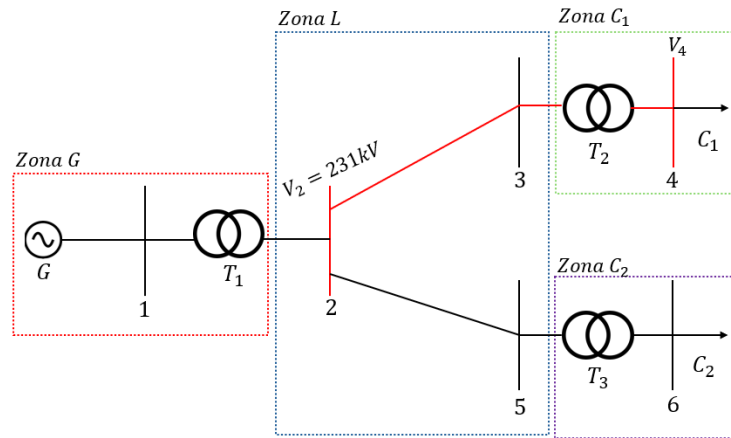 Zona L
Zona C₁
V₄
T₂
C₁
3
4
Zona G
V₂ = 231kV
G
T₁
1
2
Zona C₂
T₃
C₂
5
6